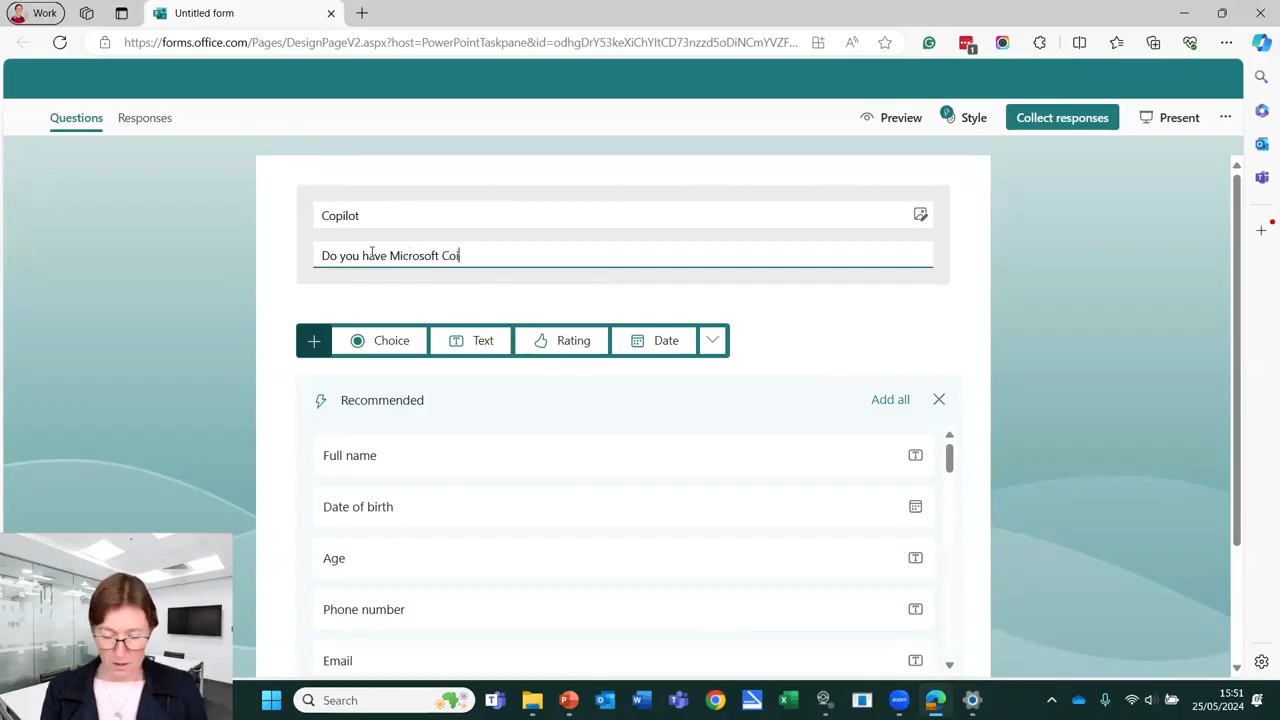 Work
Untitled form
https://forms.office.com/Pages/DesignPageV2.aspx?host=PowerPointTaskpane&id=odhgDrY53keXiChYItCD73nzzd5oDiNCmYVZF...
1
Questions
Responses
Preview
Style
Collect responses
Present
Copilot
Do you have Microsoft Coi
Choice
Text
Rating
Date
Recommended
Add all
Full name
Date of birth
Age
Phone number
Email
Search
15:51
25/05/2024